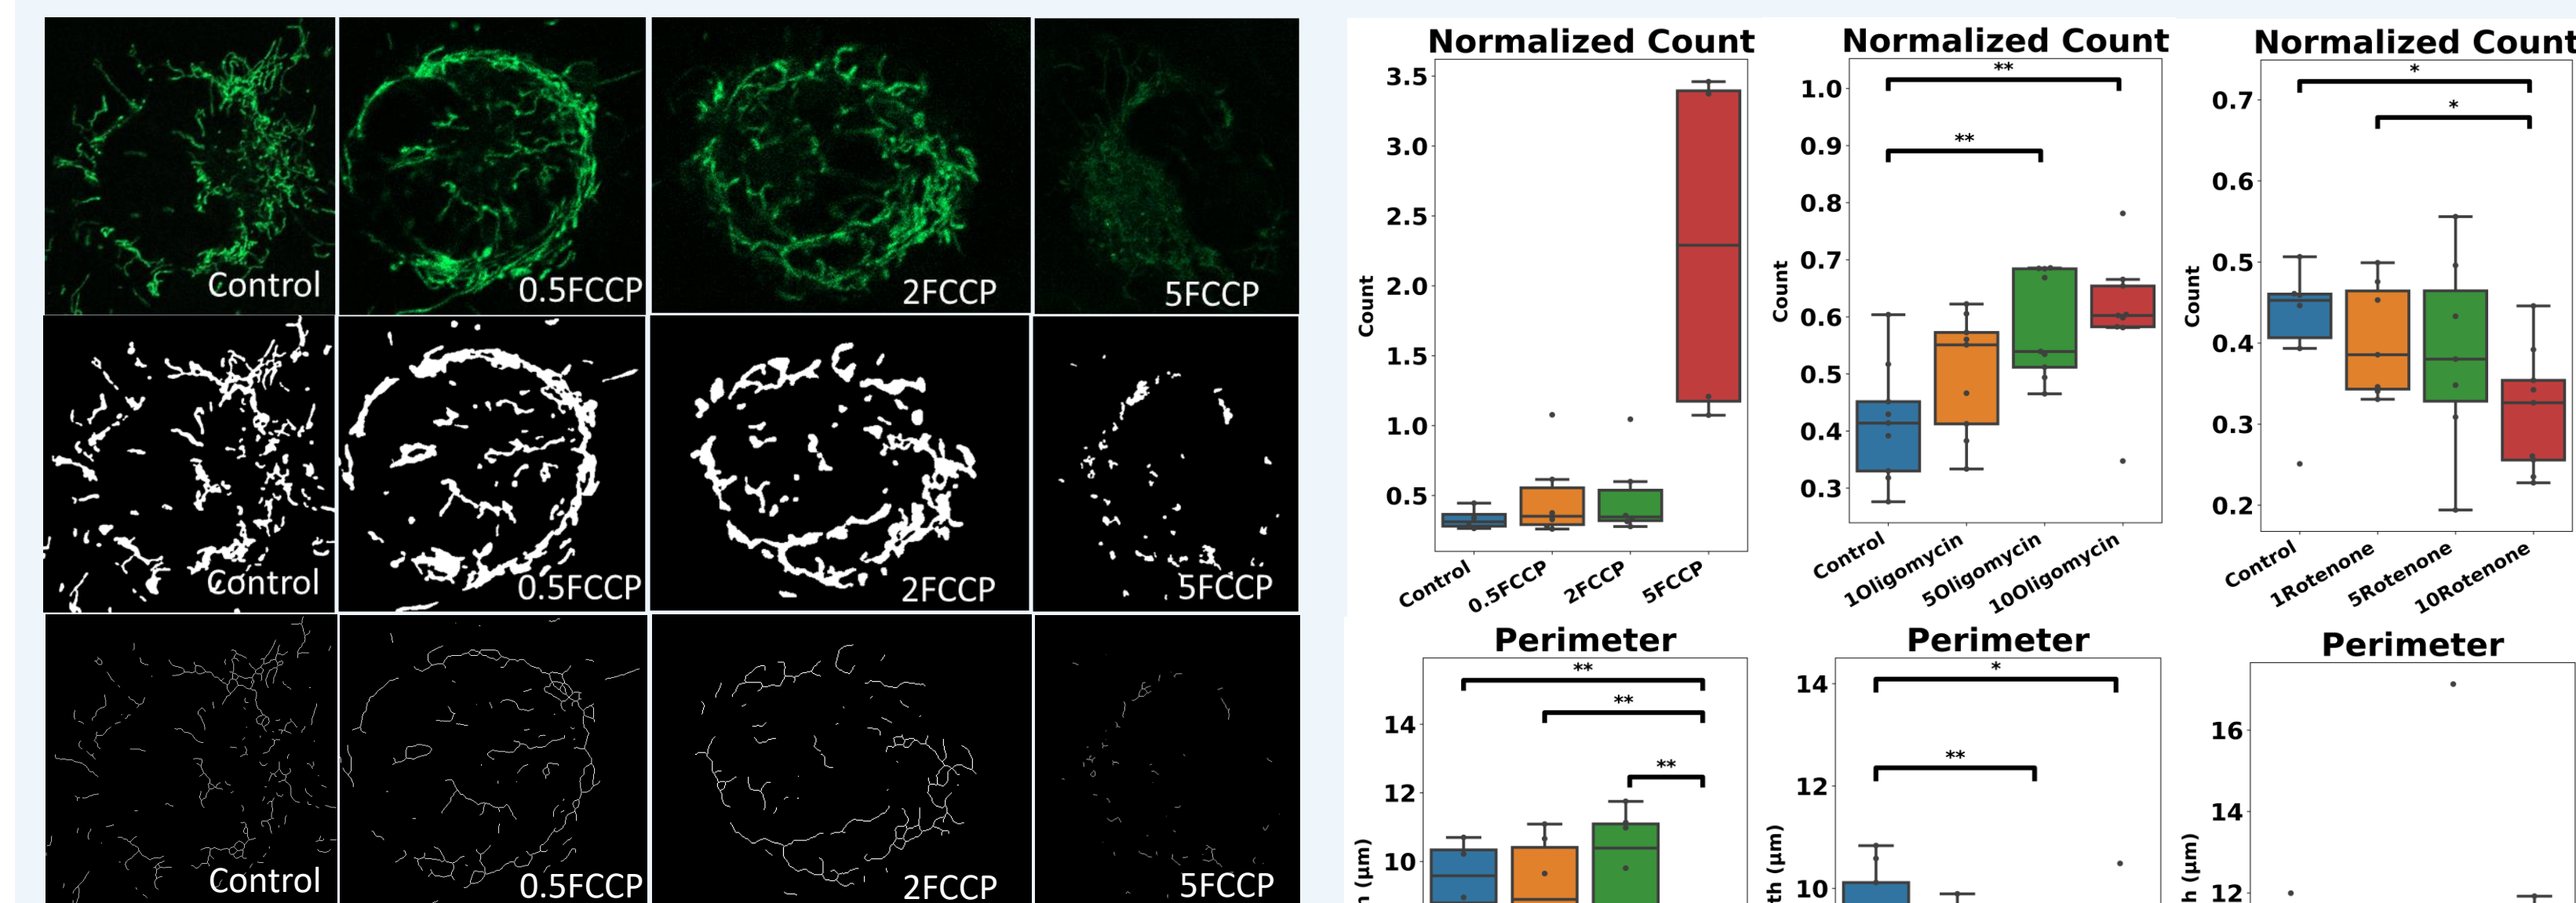 Control
0.5FCCP
2FCCP
5FCCP
Control
0.5FCCP
2FCCP
5FCCP
Control
0.5FCCP
2FCCP
5FCCP
Normalized Count
3.5
3.0
2.5
2.0
1.5
1.0
0.5
Count
Control
0.5FCCP
2FCCP
5FCCP
Normalized Count
**
**
1.0
0.9
0.8
0.7
0.6
0.5
0.4
0.3
Count
Control
1Oligomycin
5Oligomycin
10Oligomycin
Normalized Count
*
*
0.7
0.6
0.5
0.4
0.3
0.2
Count
Control
1Rotenone
5Rotenone
10Rotenone
Perimeter
**
**
**
14
12
10
(μm)
Perimeter
*
**
14
12
10
th (μm)
Perimeter
16
14
12
h (μm)